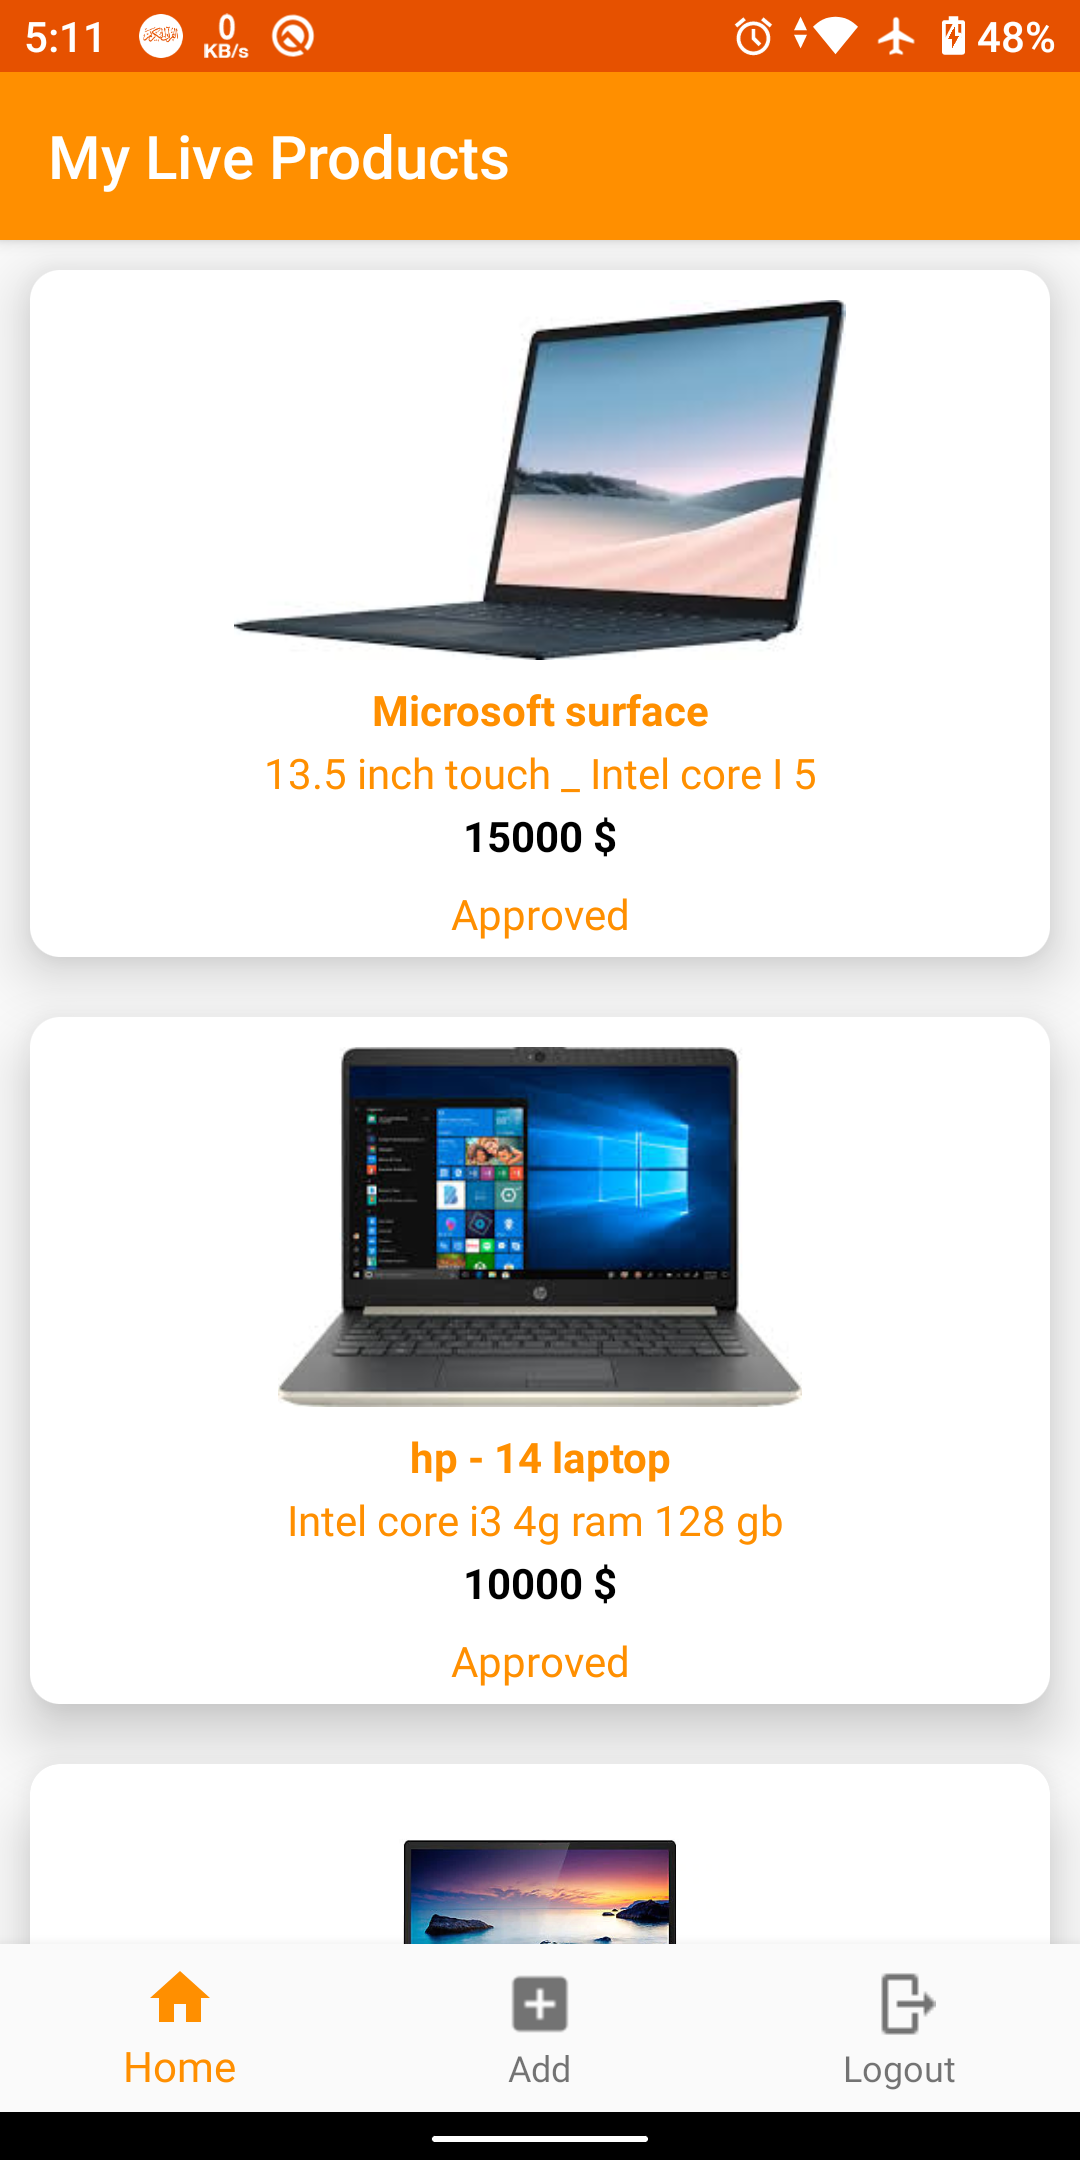 5:11
0
KB/s
48%
My Live Products
Microsoft surface
13.5 inch touch _ Intel core I 5
15000 $
Approved
hp - 14 laptop
Intel core i3 4g ram 128 gb
10000 $
Approved
Home
Add
Logout